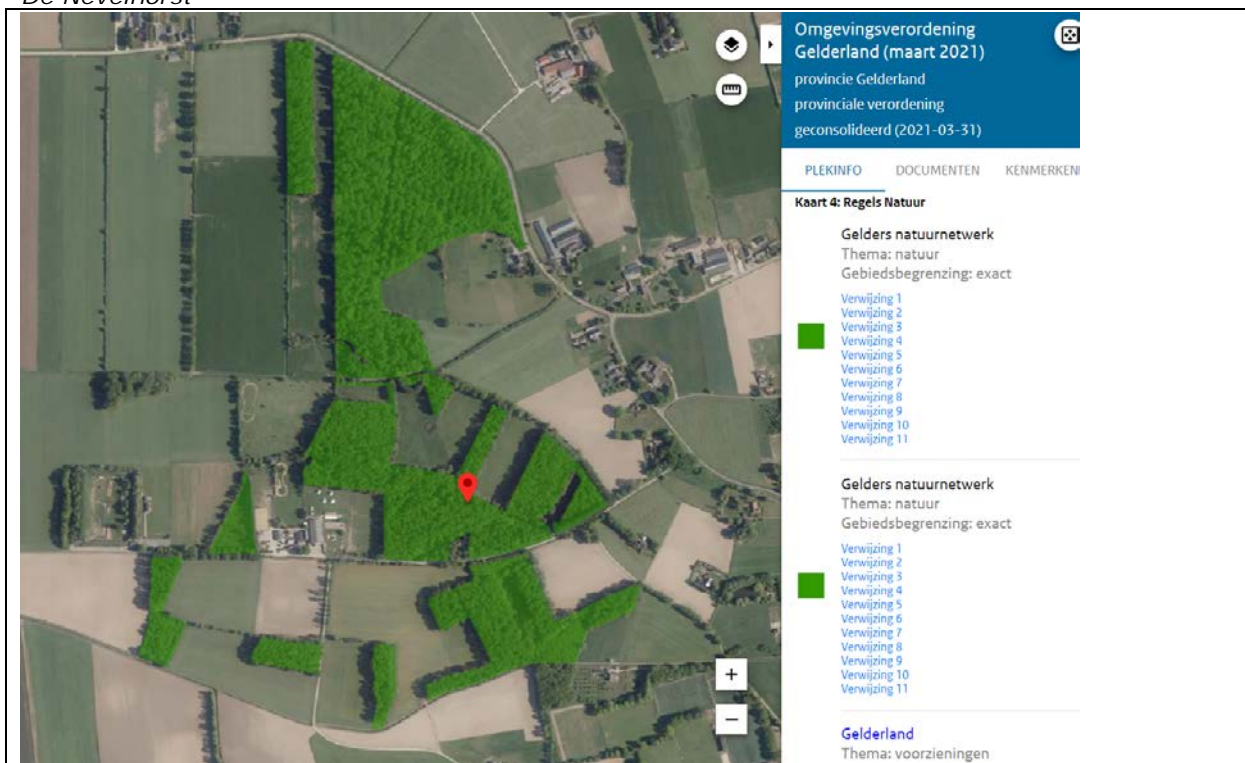 De Nevelhorst
Omgevingsverordening
Gelderland (maart 2021)
provincie Gelderland
provinciale verordening
geconsolideerd (2021-03-31)
PLEKINFO DOCUMENTEN KENMERKEN
Kaart 4: Regels Natuur
Gelders natuurnetwerk
Thema: natuur
Gebiedsbegrenzing: exact
Verwijzing 1
Verwijzing 2
Verwijzing 3
Verwijzing 4
Verwijzing 5
Verwijzing 6
Verwijzing 7
Verwijzing 8
Verwijzing 9
Verwijzing 10
Verwijzing 11
Gelders natuurnetwerk
Thema: natuur
Gebiedsbegrenzing: exact
Verwijzing 1
Verwijzing 2
Verwijzing 3
Verwijzing 4
Verwijzing 5
Verwijzing 6
Verwijzing 7
Verwijzing 8
Verwijzing 9
Verwijzing 10
Verwijzing 11
Gelderland
Thema: voorzieningen